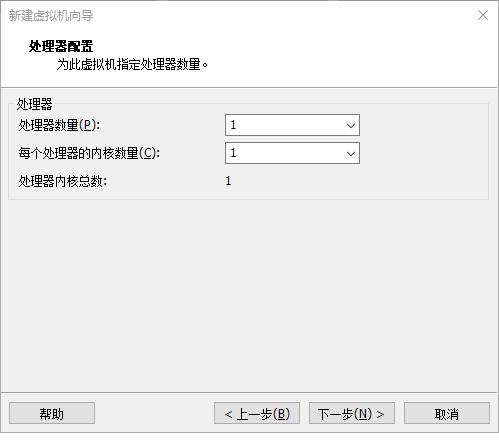 新建虚拟机向导
处理器配置
为此虚拟机指定处理器数量。
处理器
处理器数量(P): 1
每个处理器的内核数量(C): 1
处理器内核总数: 1
帮助 < 上一步(B) 下一步(N) > 取消